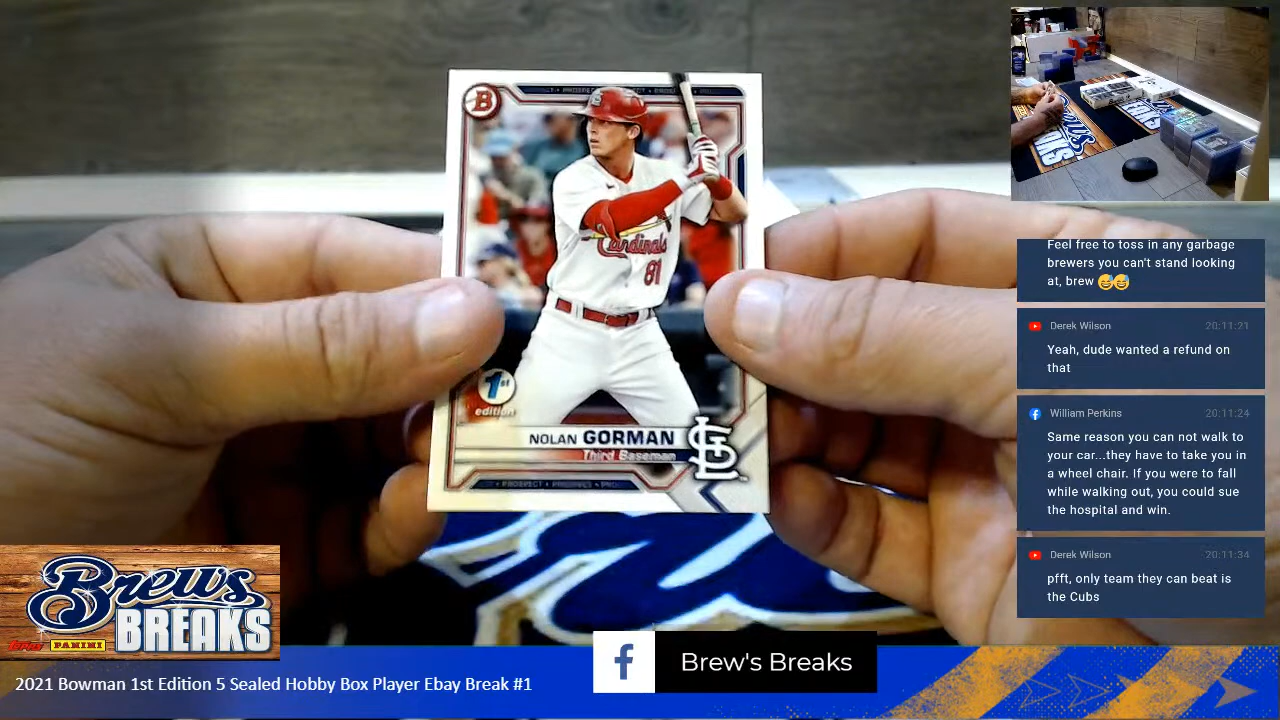 B
Cardinals
81
1st
edition
NOLAN GORMAN
Third Baseman
STL
• PROSPECT •
Feel free to toss in any garbage
brewers you can't stand looking
at, brew 😅😅
Derek Wilson 20:11:21
Yeah, dude wanted a refund on
that
William Perkins 20:11:24
Same reason you can not walk to
your car...they have to take you in
a wheel chair. If you were to fall
while walking out, you could sue
the hospital and win.
Derek Wilson 20:11:34
pfft, only team they can beat is
the Cubs
Brews
BREAKS
TOPPS PANINI
f Brew's Breaks
2021 Bowman 1st Edition 5 Sealed Hobby Box Player Ebay Break #1